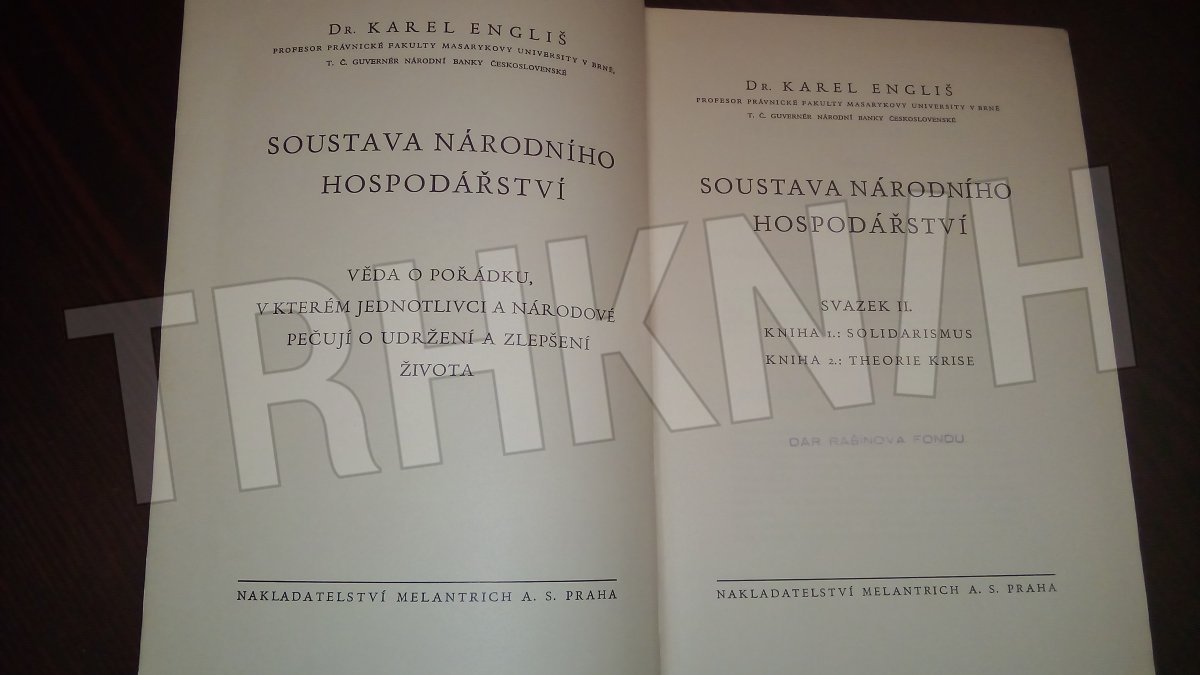 DR. KAREL ENGLIŠ
PROFESOR PRÁVNICKÉ FAKULTY MASARYKOVY UNIVERSITY V BRNĚ,
T. Č. GUVERNÉR NÁRODNÍ BANKY ČESKOSLOVENSKÉ
SOUSTAVA NÁRODNÍHO
HOSPODÁŘSTVÍ
VĚDA O POŘÁDKU,
V KTERÉM JEDNOTLIVCI A NÁRODOVÉ
PEČUJÍ O UDRŽENÍ A ZLEPŠENÍ
ŽIVOTA
NAKLADATELSTVÍ MELANTRICH A. S. PRAHA
DR. KAREL ENGLIŠ
PROFESOR PRÁVNICKÉ FAKULTY MASARYKOVY UNIVERSITY V BRNĚ
T. Č. GUVERNÉR NÁRODNÍ BANKY ČESKOSLOVENSKÉ
SOUSTAVA NÁRODNÍHO
HOSPODÁŘSTVÍ
SVAZEK II.
KNIHA 1.: SOLIDARISMUS
KNIHA 2.: THEORIE KRISE
DAR RAŠINOVA FONDU.
NAKLADATELSTVÍ MELANTRICH A. S. PRAHA
TRHKNIH